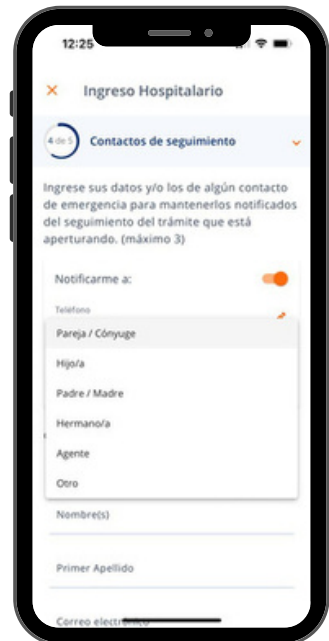 12:25
Ingreso Hospitalario
4 de 5
Contactos de seguimiento
Ingrese sus datos y/o los de algún contacto
de emergencia para mantenerlos notificados
del seguimiento del trámite que está
aperturando. (máximo 3)
Notificarme a:
Teléfono
Pareja / Cónyuge
Hijo/a
Padre / Madre
Hermano/a
Agente
Otro
Nombre(s)
Primer Apellido
Correo electrónico